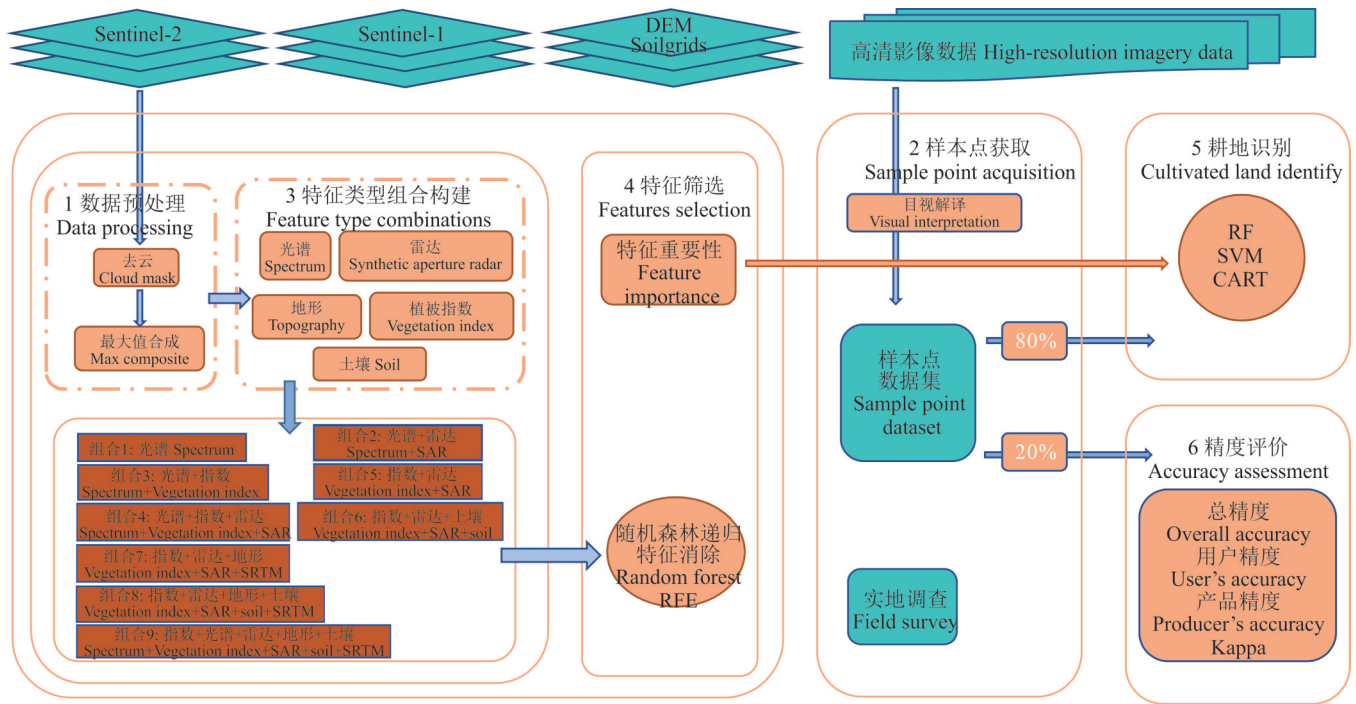 Sentinel-2
Sentinel-1
DEM
Soilgrids
高清影像数据 High-resolution imagery data
1 数据预处理
Data processing
去云
Cloud mask
最大值合成
Max composite
3 特征类型组合构建
Feature type combinations
光谱
Spectrum
雷达
Synthetic aperture radar
地形
Topography
植被指数
Vegetation index
土壤 Soil
组合1: 光谱 Spectrum
组合2: 光谱+雷达
Spectrum+SAR
组合3: 光谱+指数
Spectrum+Vegetation index
组合5: 指数+雷达
Vegetation index+SAR
组合4: 光谱+指数+雷达
Spectrum+Vegetation index+SAR
组合6: 指数+雷达+土壤
Vegetation index+SAR+soil
组合7: 指数+雷达+地形
Vegetation index+SAR+SRTM
组合8: 指数+雷达+地形+土壤
Vegetation index+SAR+soil+SRTM
组合9: 指数+光谱+雷达+地形+土壤
Spectrum+Vegetation index+SAR+soil+SRTM
4 特征筛选
Features selection
特征重要性
Feature
importance
随机森林递归
特征消除
Random forest
RFE
2 样本点获取
Sample point acquisition
目视解译
Visual interpretation
样本点
数据集
Sample point
dataset
80%
20%
实地调查
Field survey
5 耕地识别
Cultivated land identify
RF
SVM
CART
6 精度评价
Accuracy assessment
总精度
Overall accuracy
用户精度
User's accuracy
产品精度
Producer's accuracy
Kappa